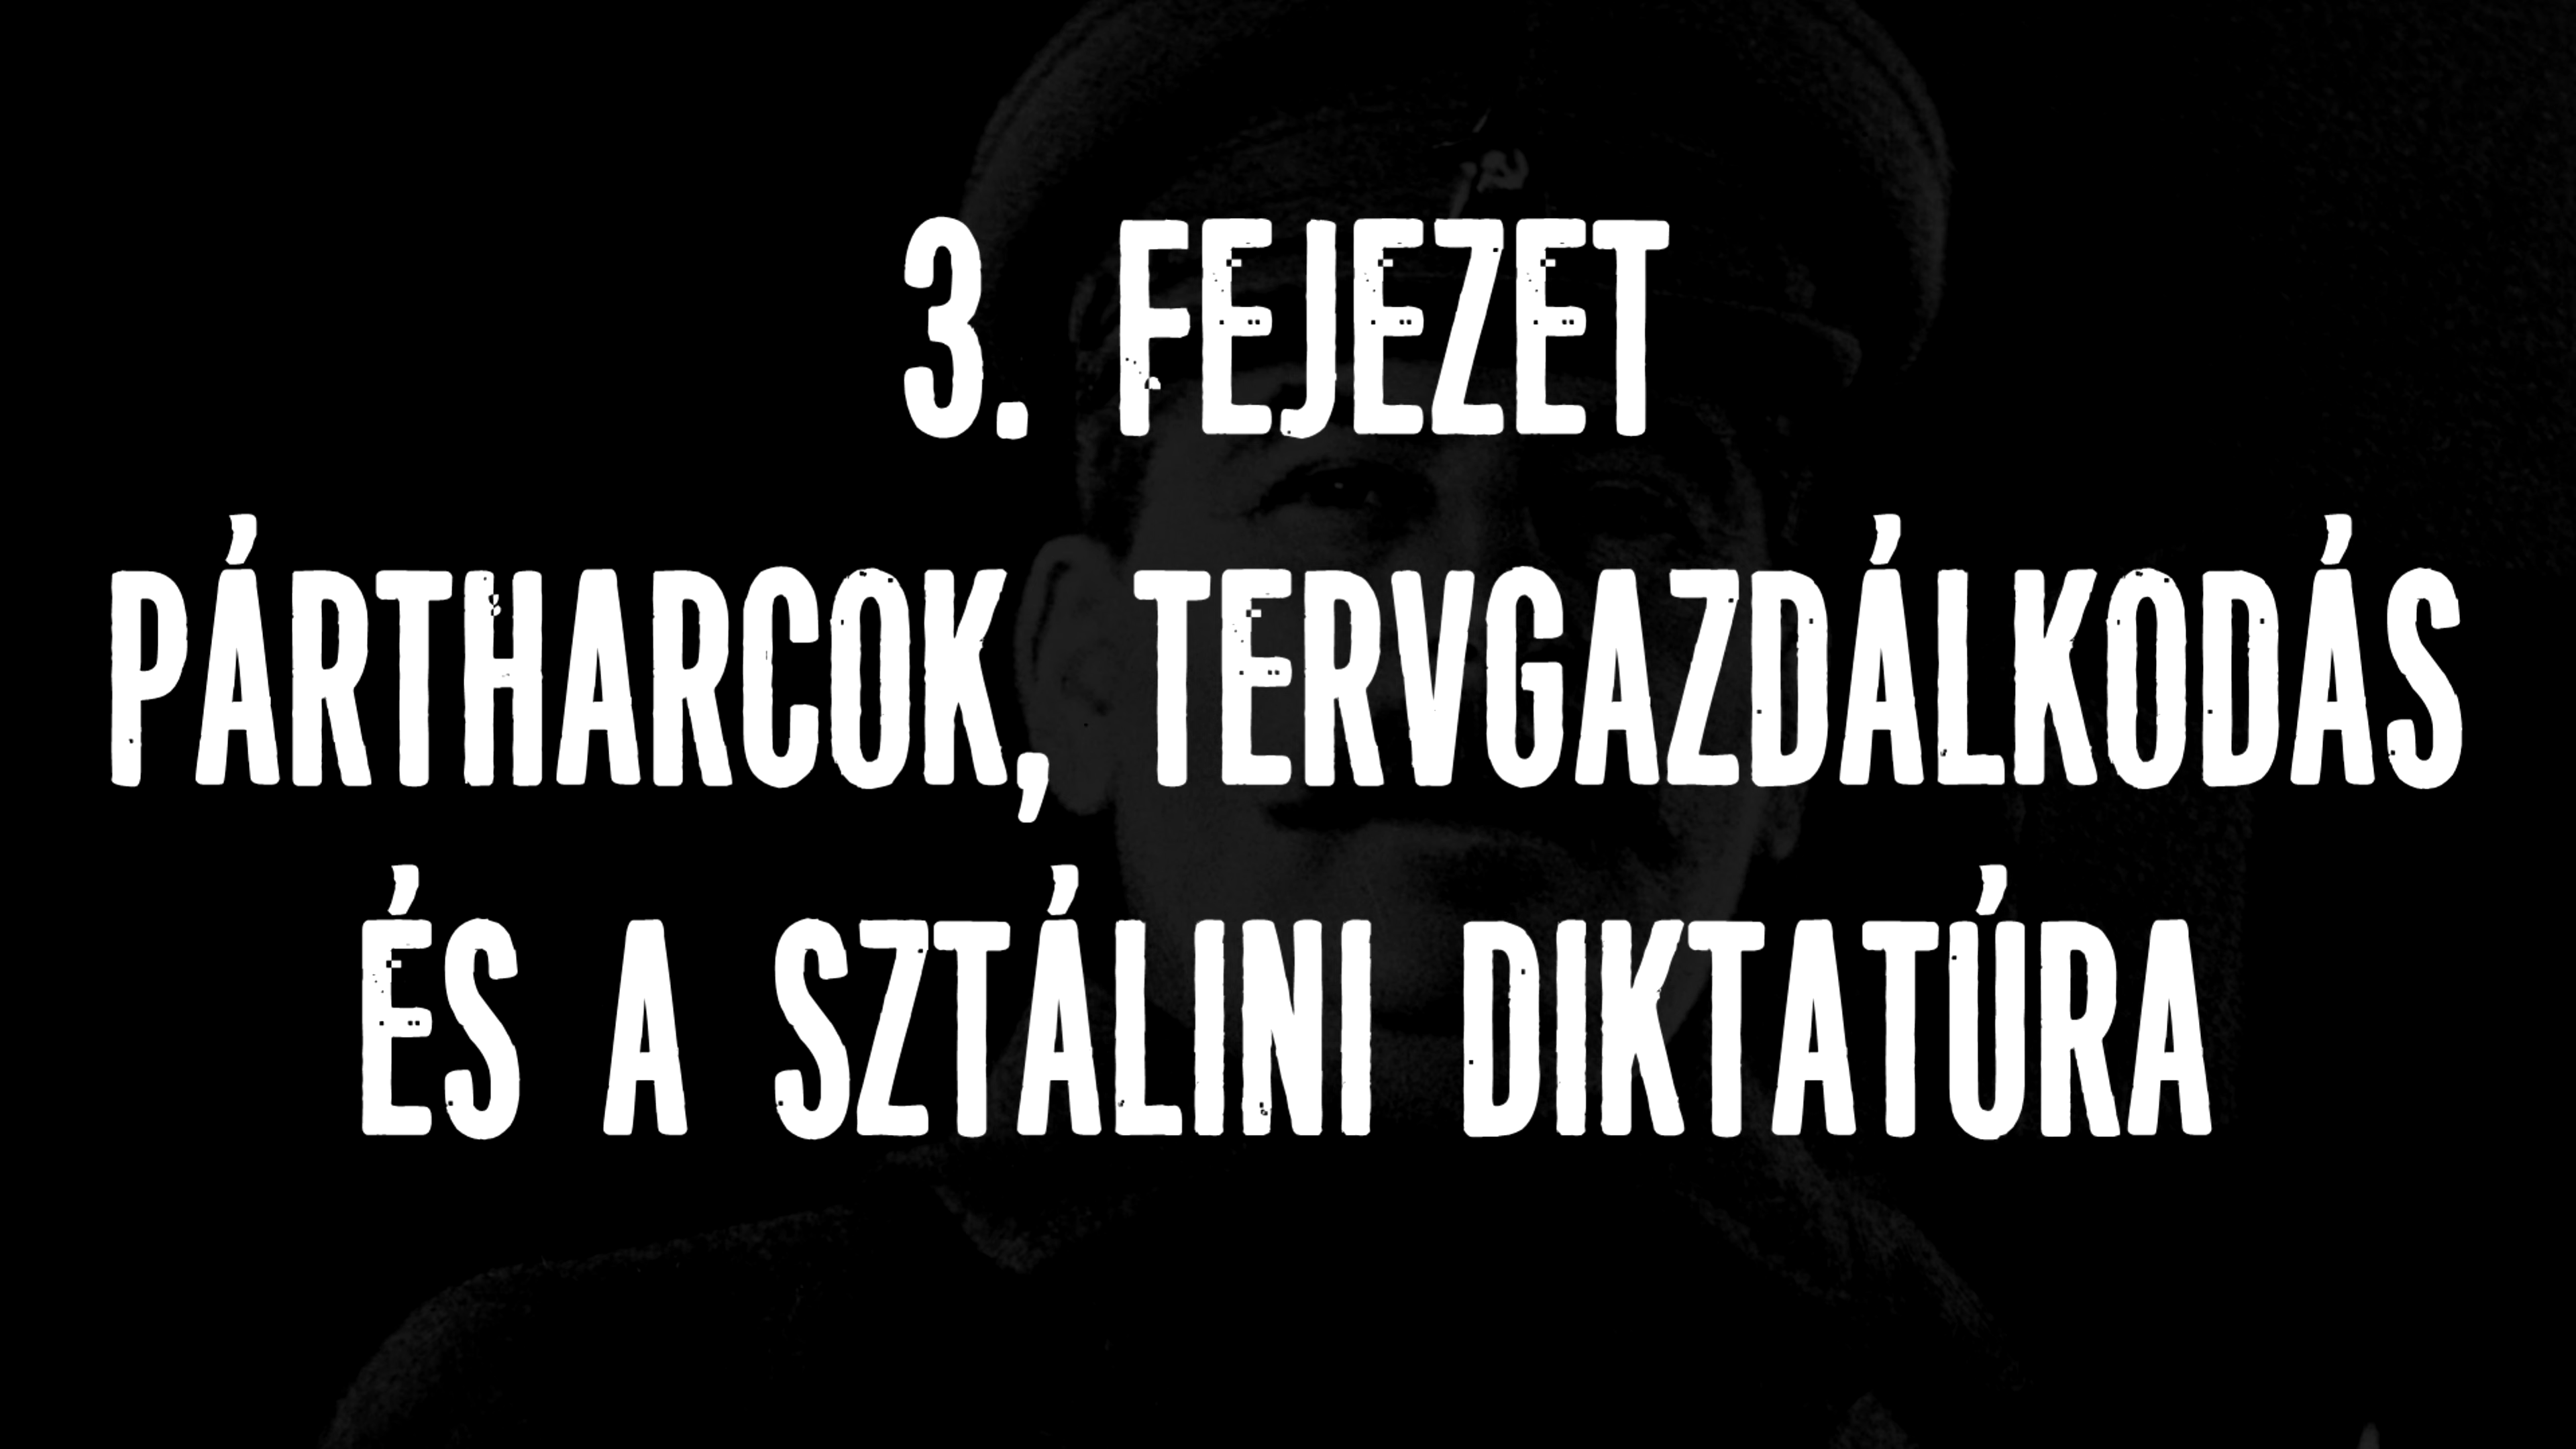 3. FEJEZET
PÁRTHARCOK, TERVGAZDÁLKODÁS
ÉS A SZTÁLINI DIKTATÚRA